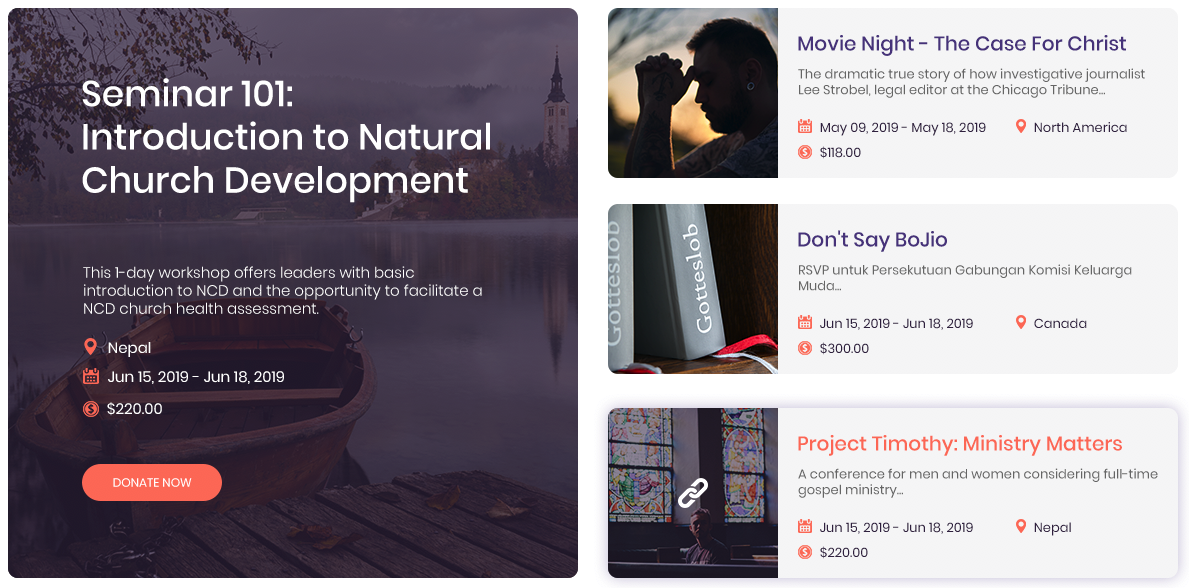 Seminar 101:
Introduction to Natural
Church Development
This 1-day workshop offers leaders with basic
introduction to NCD and the opportunity to facilitate a
NCD church health assessment.
Nepal
Jun 15, 2019 - Jun 18, 2019
$220.00
DONATE NOW
Movie Night - The Case For Christ
The dramatic true story of how investigative journalist
Lee Strobel, legal editor at the Chicago Tribune...
May 09, 2019 - May 18, 2019
North America
$118.00
Gotteslob
Gotteslob
Don't Say BoJio
RSVP untuk Persekutuan Gabungan Komisi Keluarga
Muda...
Jun 15, 2019 - Jun 18, 2019
Canada
$300.00
Project Timothy: Ministry Matters
A conference for men and women considering full-time
gospel ministry...
Jun 15, 2019 - Jun 18, 2019
Nepal
$220.00